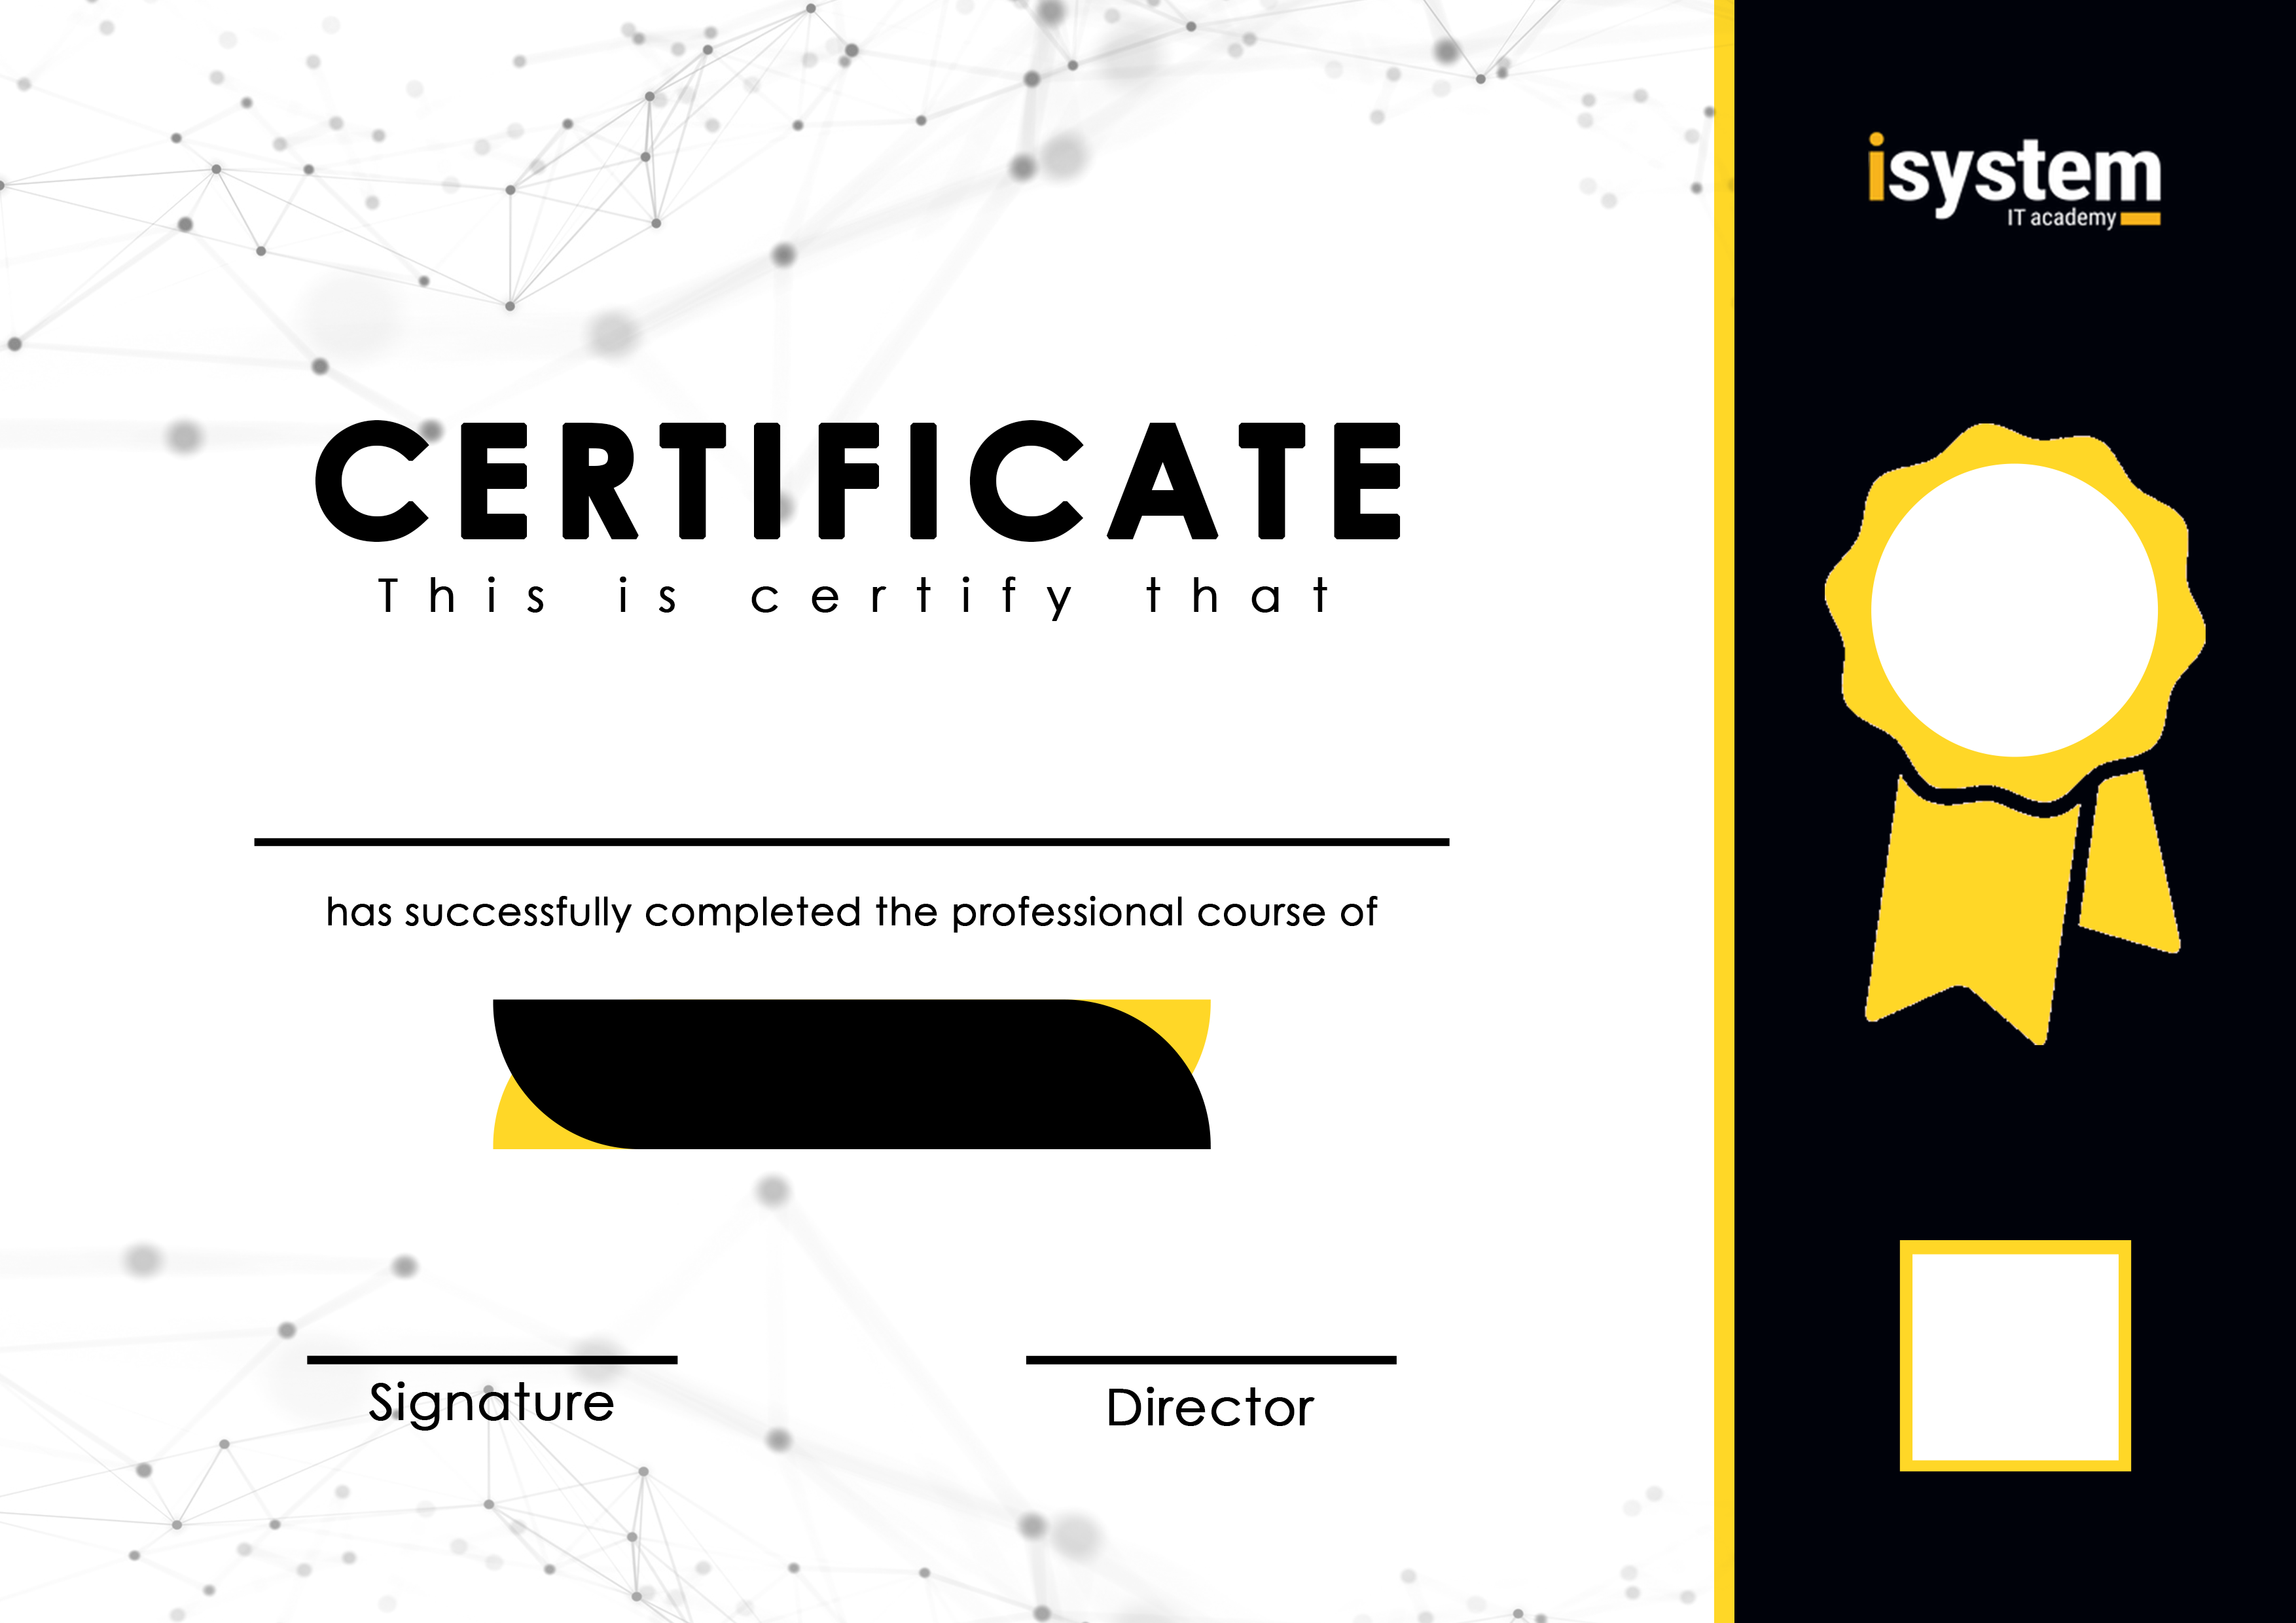 isystem
IT academy
CERTIFICATE
This is certify that
has successfully completed the professional course of
Signature
Director